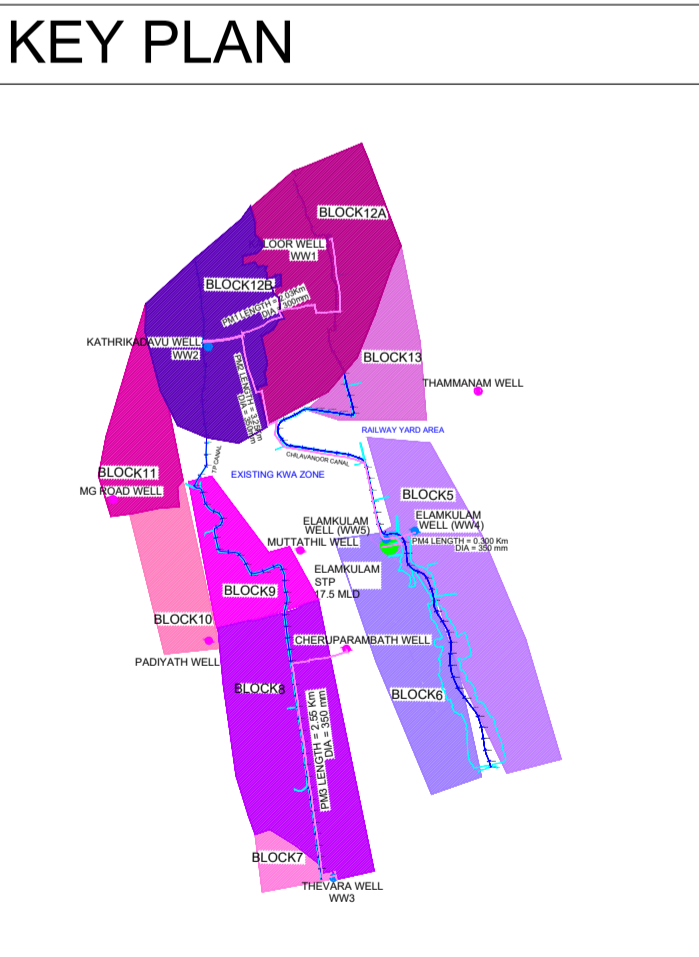 KEY PLAN
BLOCK12A
KALOOR WELL
WW1
BLOCK12B
PM1 LENGTH = 2.03Km
DIA = 300mm
KATHRIKADAVU WELL
WW2
BLOCK13
THAMMANAM WELL
RAILWAY YARD AREA
CHILAVANOOR CANAL
T P CANAL
EXISTING KWA ZONE
BLOCK11
MG ROAD WELL
BLOCK5
ELAMKULAM
WELL (WW5)
ELAMKULAM
WELL (WW4)
MUTTATHIL WELL
PM4 LENGTH = 0.300 Km
DIA = 350 mm
ELAMKULAM
STP
17.5 MLD
BLOCK9
BLOCK10
CHERUPARAMBATH WELL
PADIYATH WELL
BLOCK8
BLOCK6
PM3 LENGTH = 2.55 Km
DIA = 350 mm
BLOCK7
THEVARA WELL
WW3